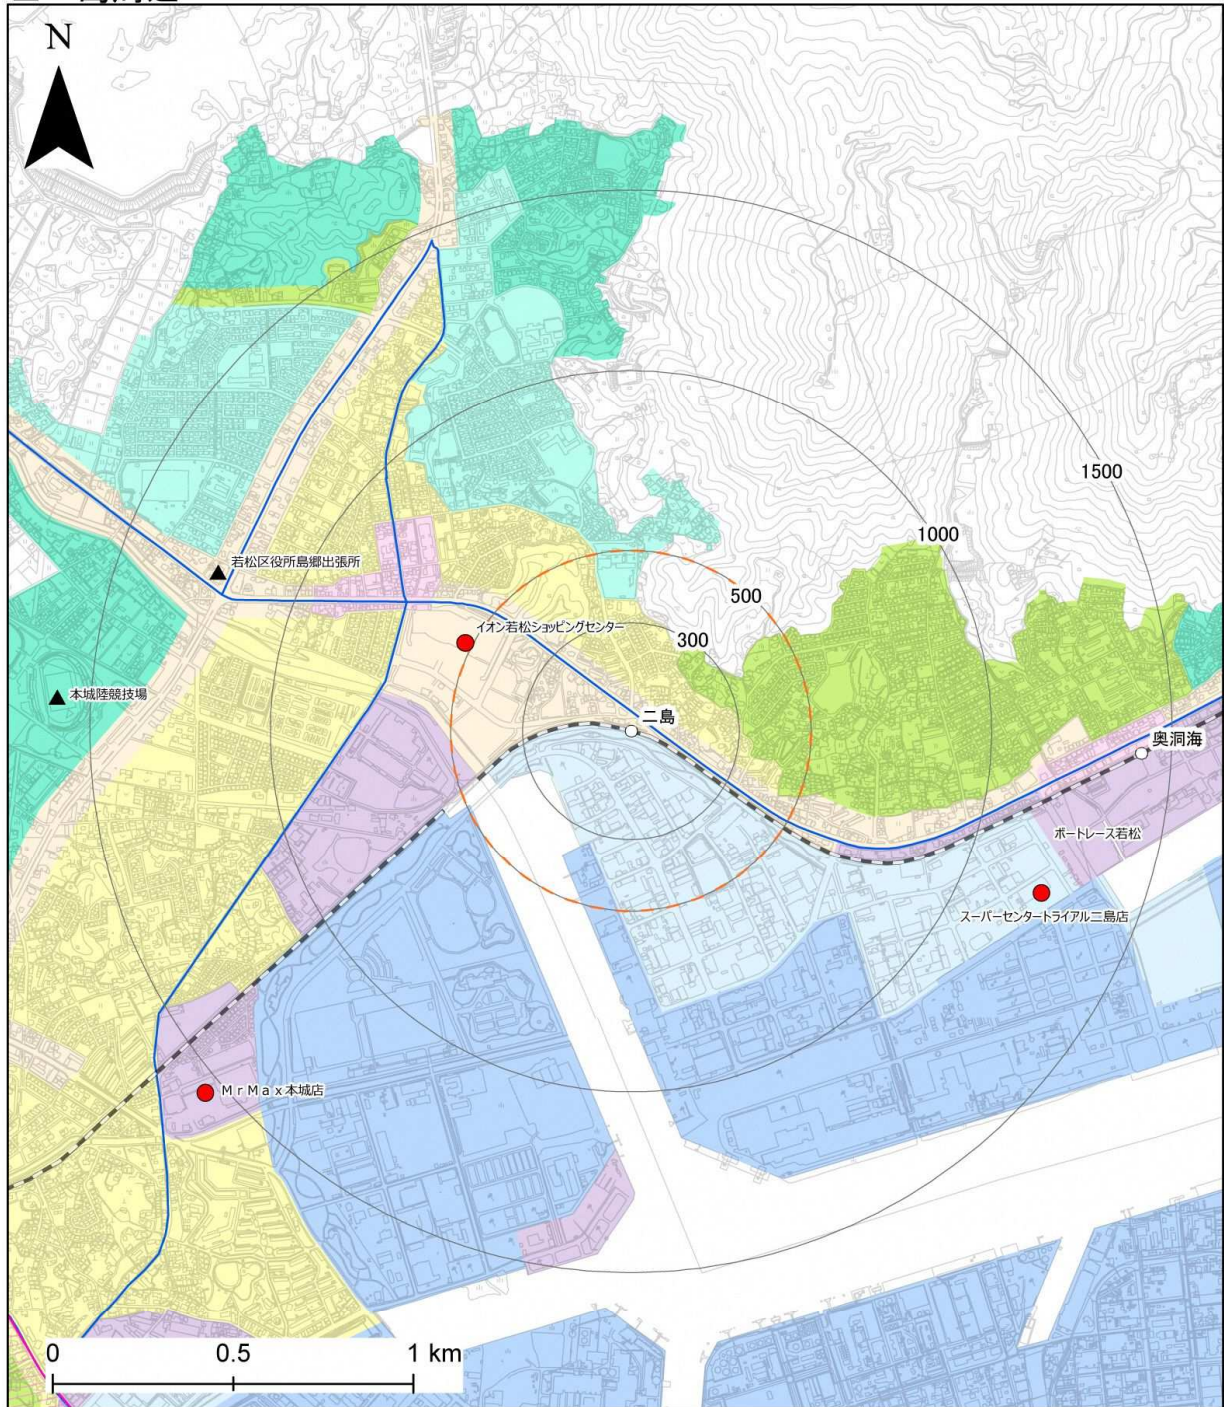 N
1500
1000
500
300
若松区役所島郷出張所
イオン若松ショッピングセンター
本城陸競技場
二島
奥洞海
ボートレース若松
スーパーセンタートライアル二島店
ＭｒＭａｘ本城店
0 0.5 1 km